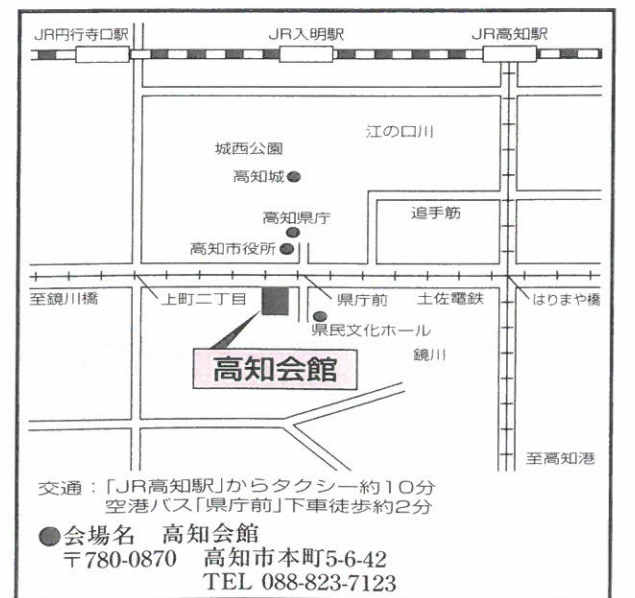 JR円行寺口駅 JR入明駅 JR高知駅
江の口川
城西公園
高知城
高知県庁 追手筋
高知市役所
至鏡川橋 上町二丁目 県庁前 土佐電鉄 はりまや橋
県民文化ホール
鏡川
高知会館
至高知港
交通：「JR高知駅」からタクシー約10分
空港バス「県庁前」下車徒歩約2分
●会場名 高知会館
〒780-0870 高知市本町5-6-42
TEL 088-823-7123